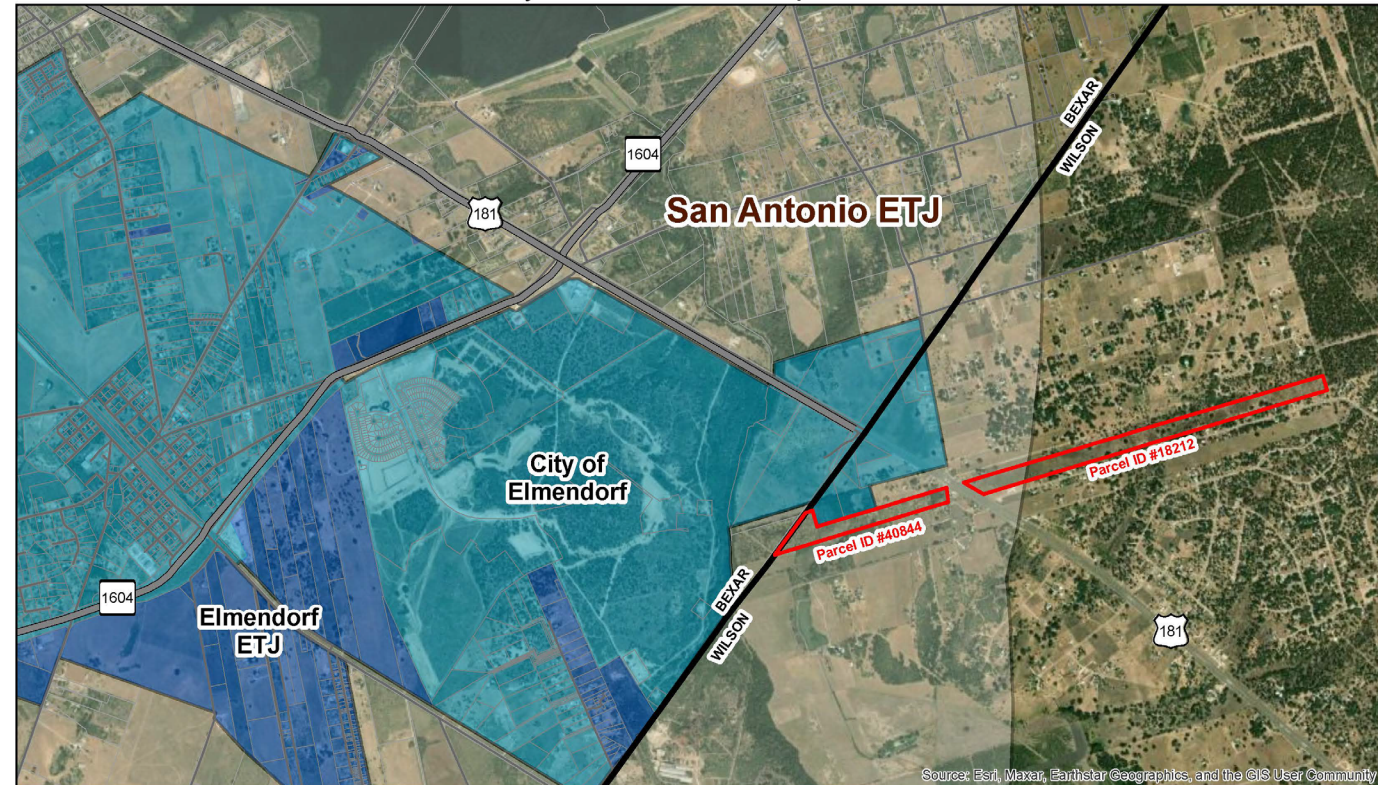 1604
BEXAR
WILSON
San Antonio ETJ
181
City of
Elmendorf
Parcel ID #18212
Parcel ID #40844
1604
BEXAR
WILSON
Elmendorf
ETJ
181
Source: Esri, Maxar, Earthstar Geographics, and the GIS User Community